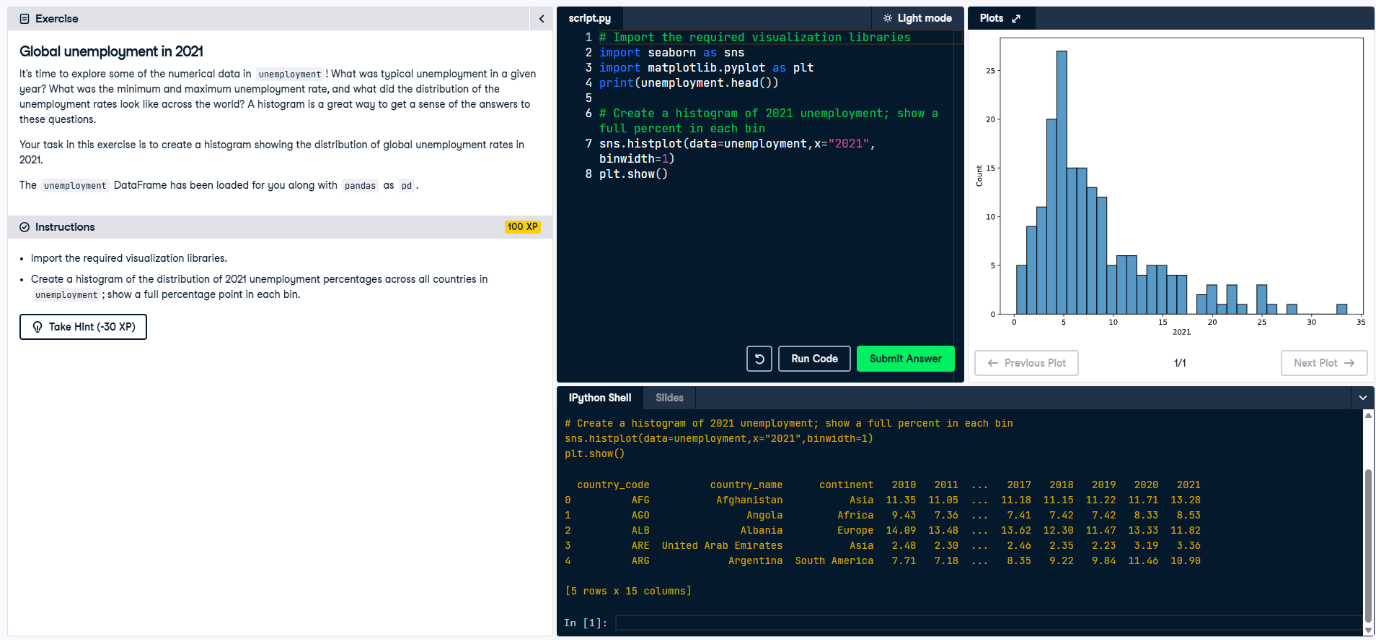 Exercise
Global unemployment in 2021
It's time to explore some of the numerical data in unemployment ! What was typical unemployment in a given
year? What was the minimum and maximum unemployment rate, and what did the distribution of the
unemployment rates look like across the world? A histogram is a great way to get a sense of the answers to
these questions.
Your task in this exercise is to create a histogram showing the distribution of global unemployment rates in
2021.
The unemployment DataFrame has been loaded for you along with pandas as pd .
Instructions
100 XP
• Import the required visualization libraries.
• Create a histogram of the distribution of 2021 unemployment percentages across all countries in
unemployment ; show a full percentage point in each bin.
Take Hint (-30 XP)
script.py
Light mode
1 # Import the required visualization libraries
2 import seaborn as sns
3 import matplotlib.pyplot as plt
4 print(unemployment.head())
5
6 # Create a histogram of 2021 unemployment; show a
full percent in each bin
7 sns.histplot(data=unemployment,x="2021",
binwidth=1)
8 plt.show()
Run Code
Submit Answer
Plots
25
20
15
10
5
0
Count
0 5 10 15 20 25 30 35
2021
← Previous Plot
1/1
Next Plot →
IPython Shell
Slides
# Create a histogram of 2021 unemployment; show a full percent in each bin
sns.histplot(data=unemployment,x="2021",binwidth=1)
plt.show()
country_code country_name continent 2010 2011 ... 2017 2018 2019 2020 2021
0 AFG Afghanistan Asia 11.35 11.05 ... 11.18 11.15 11.22 11.71 13.28
1 AGO Angola Africa 9.43 7.36 ... 7.41 7.42 7.42 8.33 8.53
2 ALB Albania Europe 14.09 13.48 ... 13.62 12.30 11.47 13.33 11.82
3 ARE United Arab Emirates Asia 2.48 2.30 ... 2.46 2.35 2.23 3.19 3.36
4 ARG Argentina South America 7.71 7.18 ... 8.35 9.22 9.84 11.46 10.90
[5 rows x 15 columns]
In [1]: